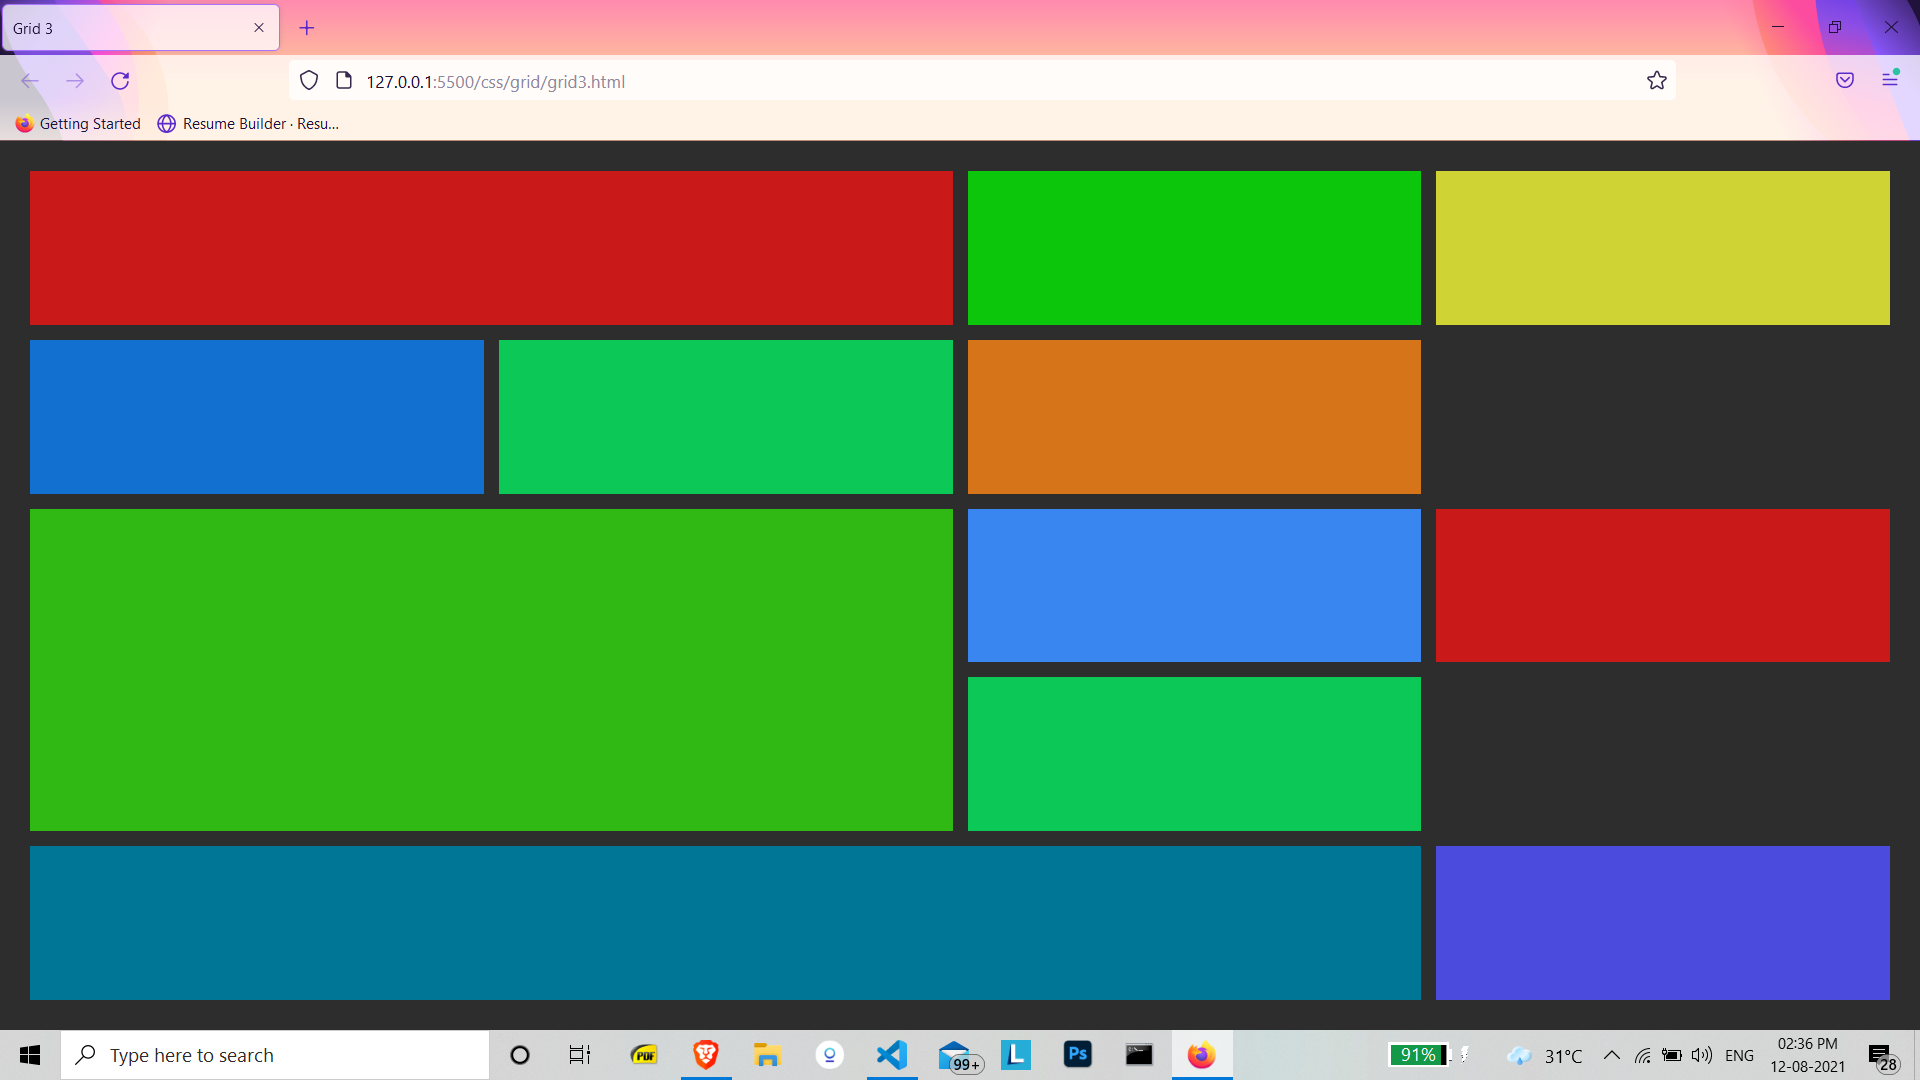 Grid 3
127.0.0.1:5500/css/grid/grid3.html
Getting Started
Resume Builder · Resu...
Type here to search
PDF
99+
L
Ps
91%
31°C
ENG
02:36 PM
12-08-2021
28